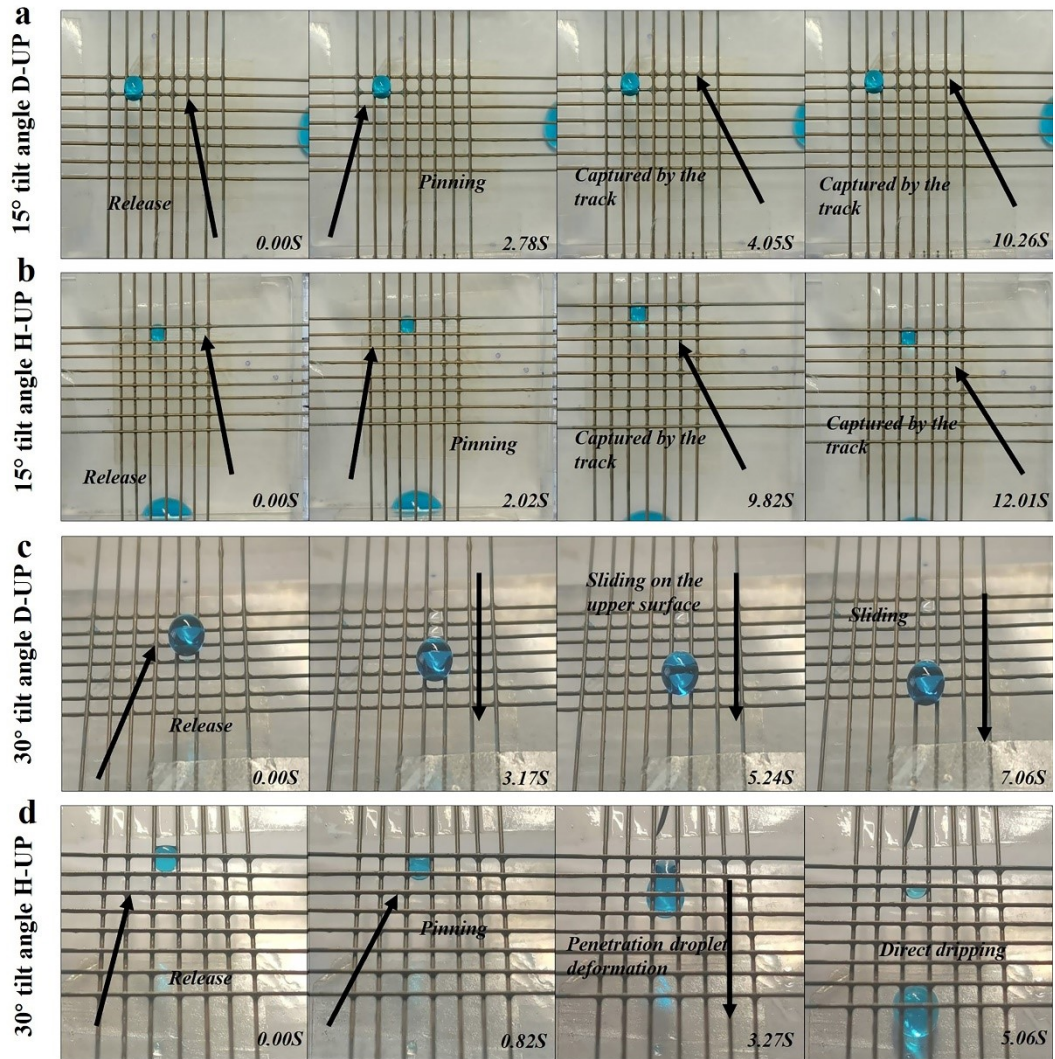 a
15° tilt angle D-UP
Release
0.00S
Pinning
2.78S
Captured by the
track
4.05S
Captured by the
track
10.26S
b
15° tilt angle H-UP
Release
0.00S
Pinning
2.02S
Captured by the
track
9.82S
Captured by the
track
12.01S
c
30° tilt angle D-UP
Release
0.00S
3.17S
Sliding on the
upper surface
5.24S
Sliding
7.06S
d
30° tilt angle H-UP
Release
0.00S
Pinning
0.82S
Penetration droplet
deformation
3.27S
Direct dripping
5.06S